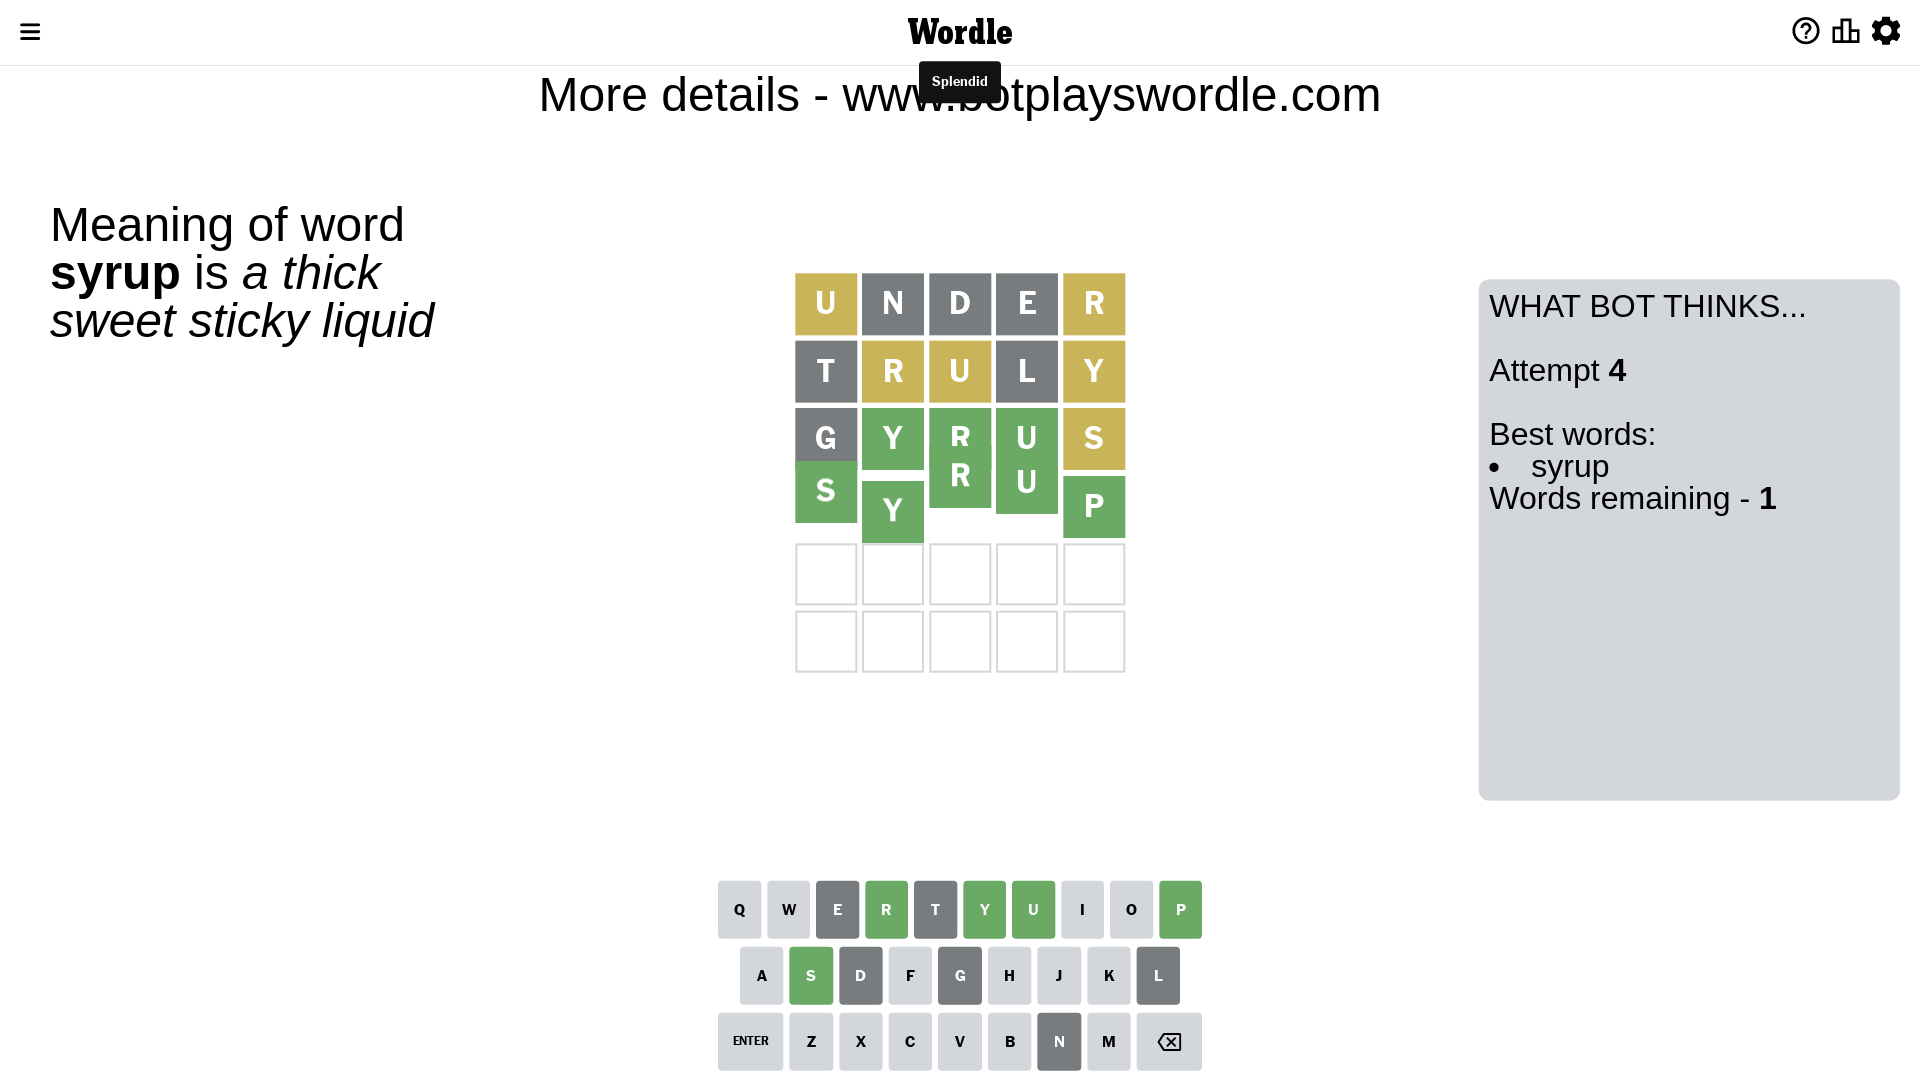 Wordle
Splendid
More details - www.botplayswordle.com
Meaning of word
syrup is a thick
sweet sticky liquid
U N D E R
T R U L Y
G Y R U S
S Y R U P
WHAT BOT THINKS...
Attempt 4
Best words:
• syrup
Words remaining - 1
Q W E R T Y U I O P
A S D F G H J K L
ENTER Z X C V B N M